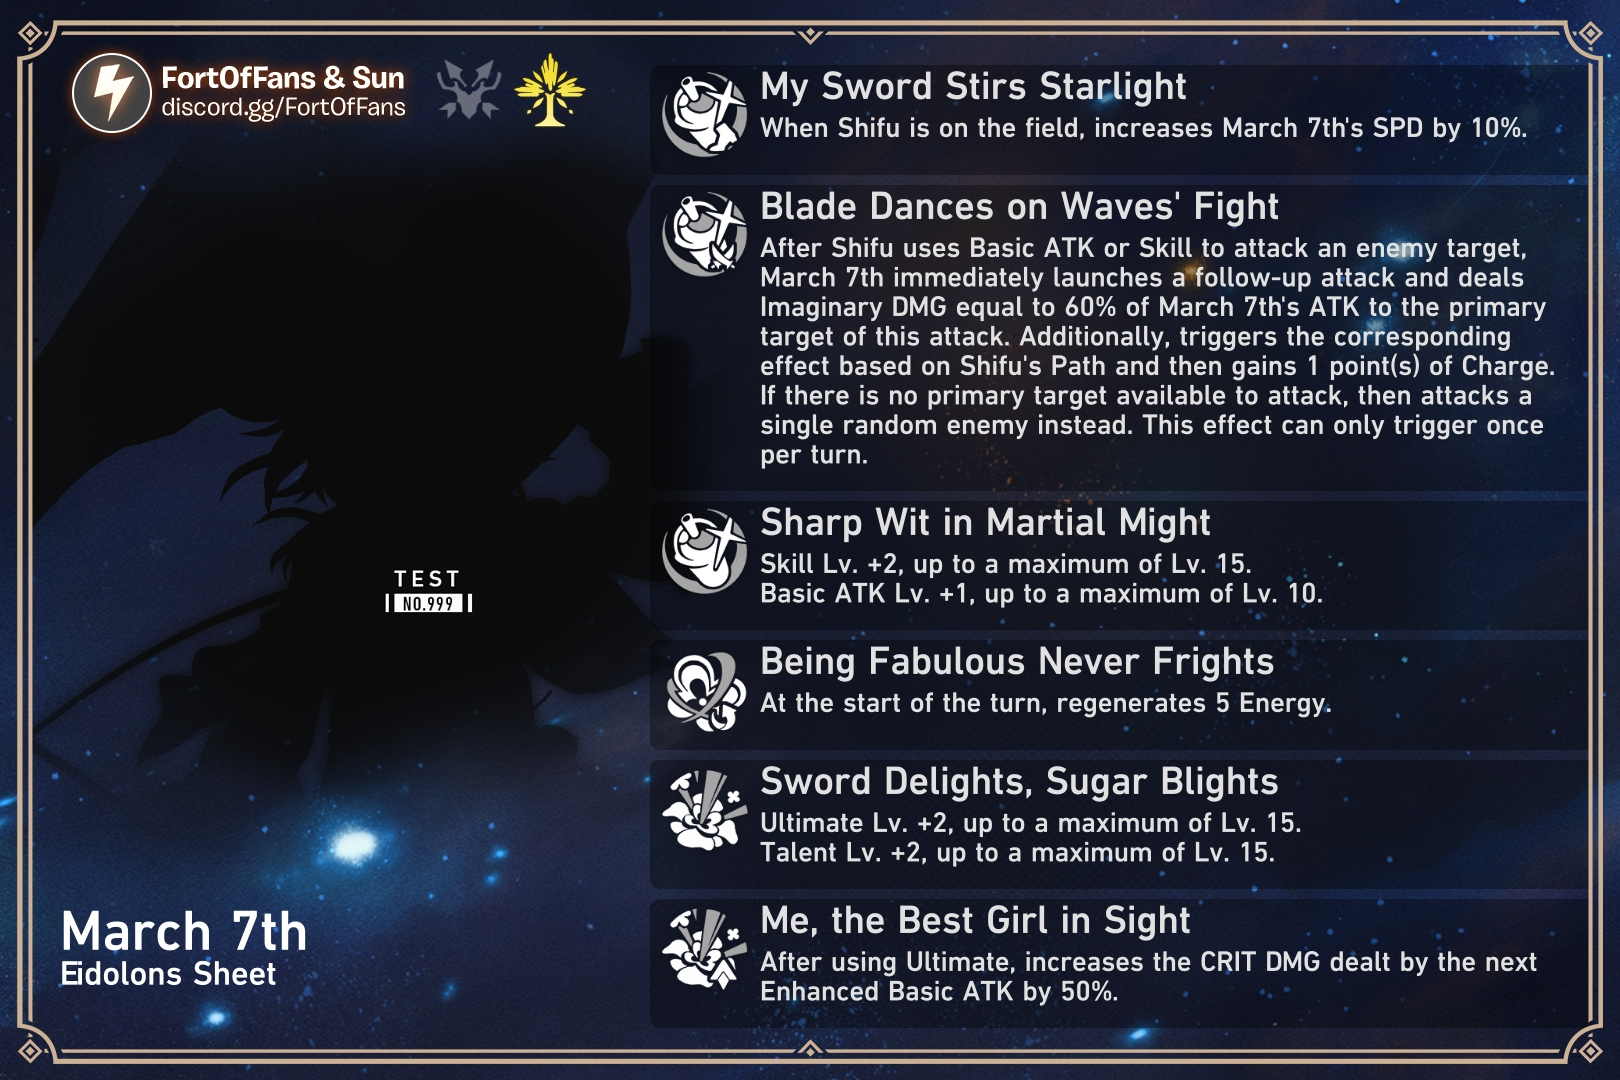 FortOfFans & Sun
discord.gg/FortOfFans
TEST
NO.999
March 7th
Eidolons Sheet
My Sword Stirs Starlight
When Shifu is on the field, increases March 7th's SPD by 10%.
Blade Dances on Waves' Fight
After Shifu uses Basic ATK or Skill to attack an enemy target,
March 7th immediately launches a follow-up attack and deals
Imaginary DMG equal to 60% of March 7th's ATK to the primary
target of this attack. Additionally, triggers the corresponding
effect based on Shifu's Path and then gains 1 point(s) of Charge.
If there is no primary target available to attack, then attacks a
single random enemy instead. This effect can only trigger once
per turn.
Sharp Wit in Martial Might
Skill Lv. +2, up to a maximum of Lv. 15.
Basic ATK Lv. +1, up to a maximum of Lv. 10.
Being Fabulous Never Frights
At the start of the turn, regenerates 5 Energy.
Sword Delights, Sugar Blights
Ultimate Lv. +2, up to a maximum of Lv. 15.
Talent Lv. +2, up to a maximum of Lv. 15.
Me, the Best Girl in Sight
After using Ultimate, increases the CRIT DMG dealt by the next
Enhanced Basic ATK by 50%.